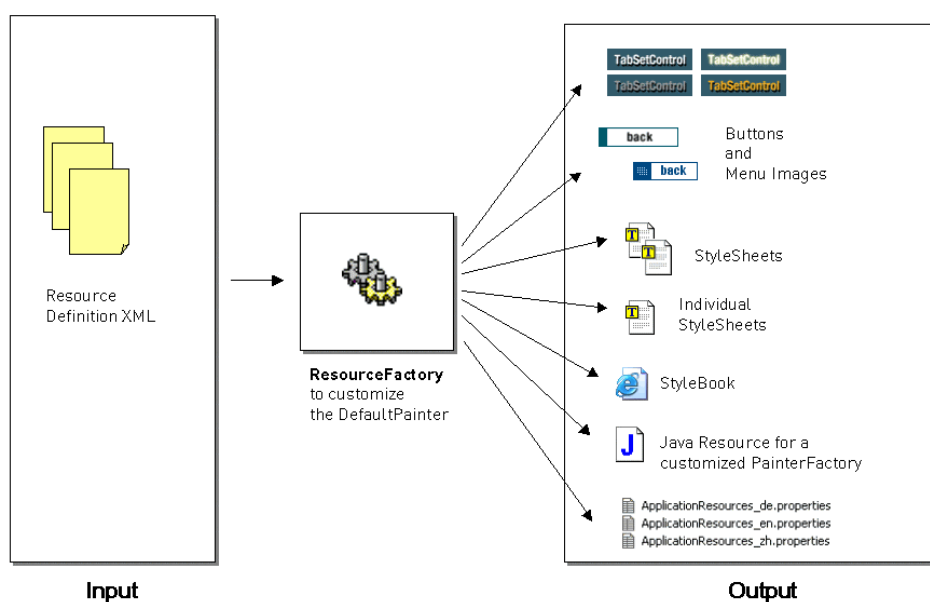 Resource
Definition XML
Input
ResourceFactory
to customize
the DefaultPainter
TabSetControl TabSetControl
TabSetControl TabSetControl
back
back
Buttons
and
Menu Images
T
T
StyleSheets
T
Individual
StyleSheets
StyleBook
J
Java Resource for a
customized PainterFactory
ApplicationResources_de.properties
ApplicationResources_en.properties
ApplicationResources_zh.properties
Output